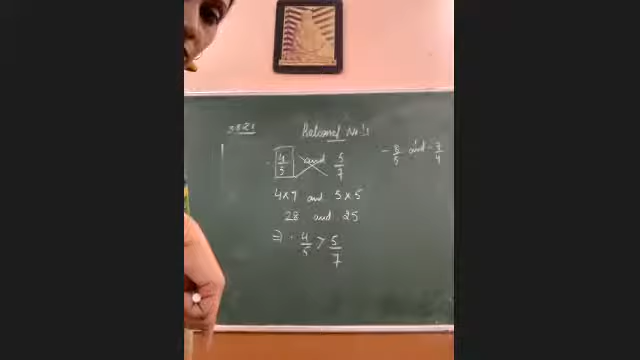 Rational No.'s
4/5 and 5/7
4×7 and 5×5
28 and 25
⇒ 4/5 > 5/7
and